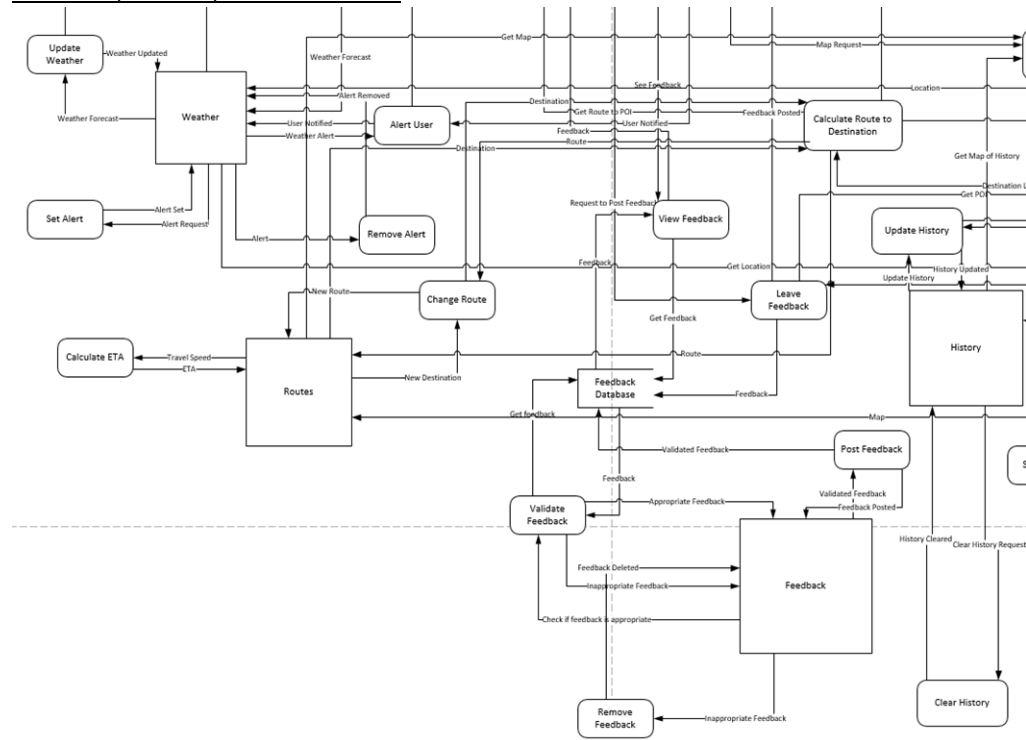 Get Map
Map Request
Update
Weather
Weather Updated
Weather Forecast
Weather Forecast
Weather
Alert Removed
User Notified
Weather Alert
Alert User
See Feedback
Location
Destination
Get Route to POI
Feedback Posted
User Notified
Feedback
Route
Destination
Calculate Route to
Destination
Get Map of History
Destination L
Get POI
Set Alert
Alert Set
Alert Request
Alert
Remove Alert
Request to Post Feedback
View Feedback
Update History
Feedback
Get Location
History Updated
Update History
New Route
Change Route
Leave
Feedback
Get Feedback
Calculate ETA
Travel Speed
ETA
Routes
New Destination
Route
History
Feedback
Database
Feedback
Get feedback
Map
Validated Feedback
Post Feedback
S
Feedback
Validated Feedback
Validate
Feedback
Appropriate Feedback
Feedback Posted
History Cleared
Clear History Request
Feedback Deleted
Inappropriate Feedback
Feedback
Check if feedback is appropriate
Remove
Feedback
Inappropriate Feedback
Clear History